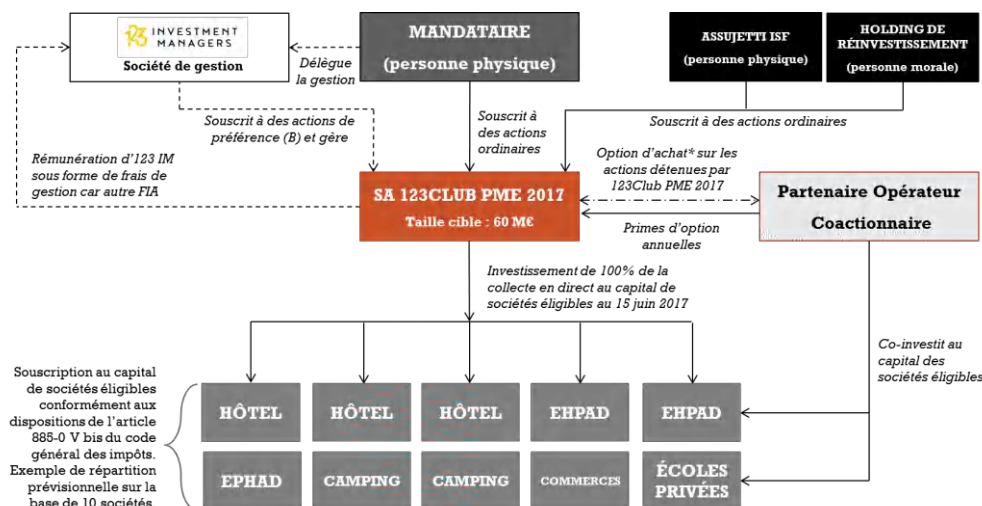 123 INVESTMENT
MANAGERS
Société de gestion
Délègue
la gestion
MANDATAIRE
(personne physique)
ASSUJETTI ISF
(personne physique)
HOLDING DE
RÉINVESTISSEMENT
(personne morale)
Souscrit à des actions de
préférence (B) et gère
Souscrit à
des actions
ordinaires
Souscrit à des actions ordinaires
Rémunération d'123 IM
sous forme de frais de
gestion car autre FIA
Option d'achat* sur les
actions détenues par
123Club PME 2017
SA 123CLUB PME 2017
Taille cible : 60 M€
Primes d'option
annuelles
Partenaire Opérateur
Coactionnaire
Investissement de 100% de la
collecte en direct au capital de
sociétés éligibles au 15 juin 2017
Co-investit au
capital des
sociétés éligibles
Souscription au capital
de sociétés éligibles
conformément aux
dispositions de l'article
885-0 V bis du code
général des impôts.
Exemple de répartition
prévisionnelle sur la
base de 10 sociétés.
HÔTEL
HÔTEL
HÔTEL
EHPAD
EHPAD
EPHAD
CAMPING
CAMPING
COMMERCES
ÉCOLES
PRIVÉES